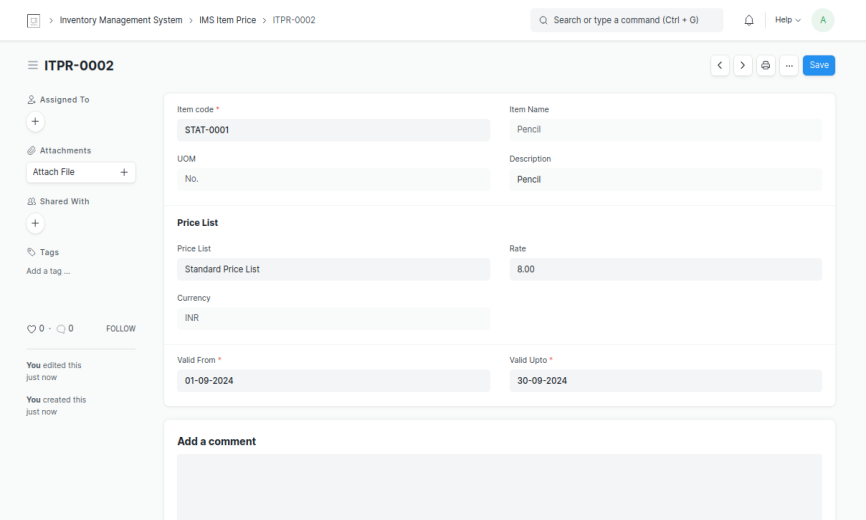 Inventory Management System > IMS Item Price > ITPR-0002
Search or type a command (Ctrl + G)
Help
A
ITPR-0002
...
Save
Assigned To
+
Attachments
Attach File +
Shared With
+
Tags
Add a tag ...
0 · 0 FOLLOW
You edited this
just now
You created this
just now
Item code *
STAT-0001
Item Name
Pencil
UOM
No.
Description
Pencil
Price List
Price List
Standard Price List
Rate
8.00
Currency
INR
Valid From *
01-09-2024
Valid Upto *
30-09-2024
Add a comment